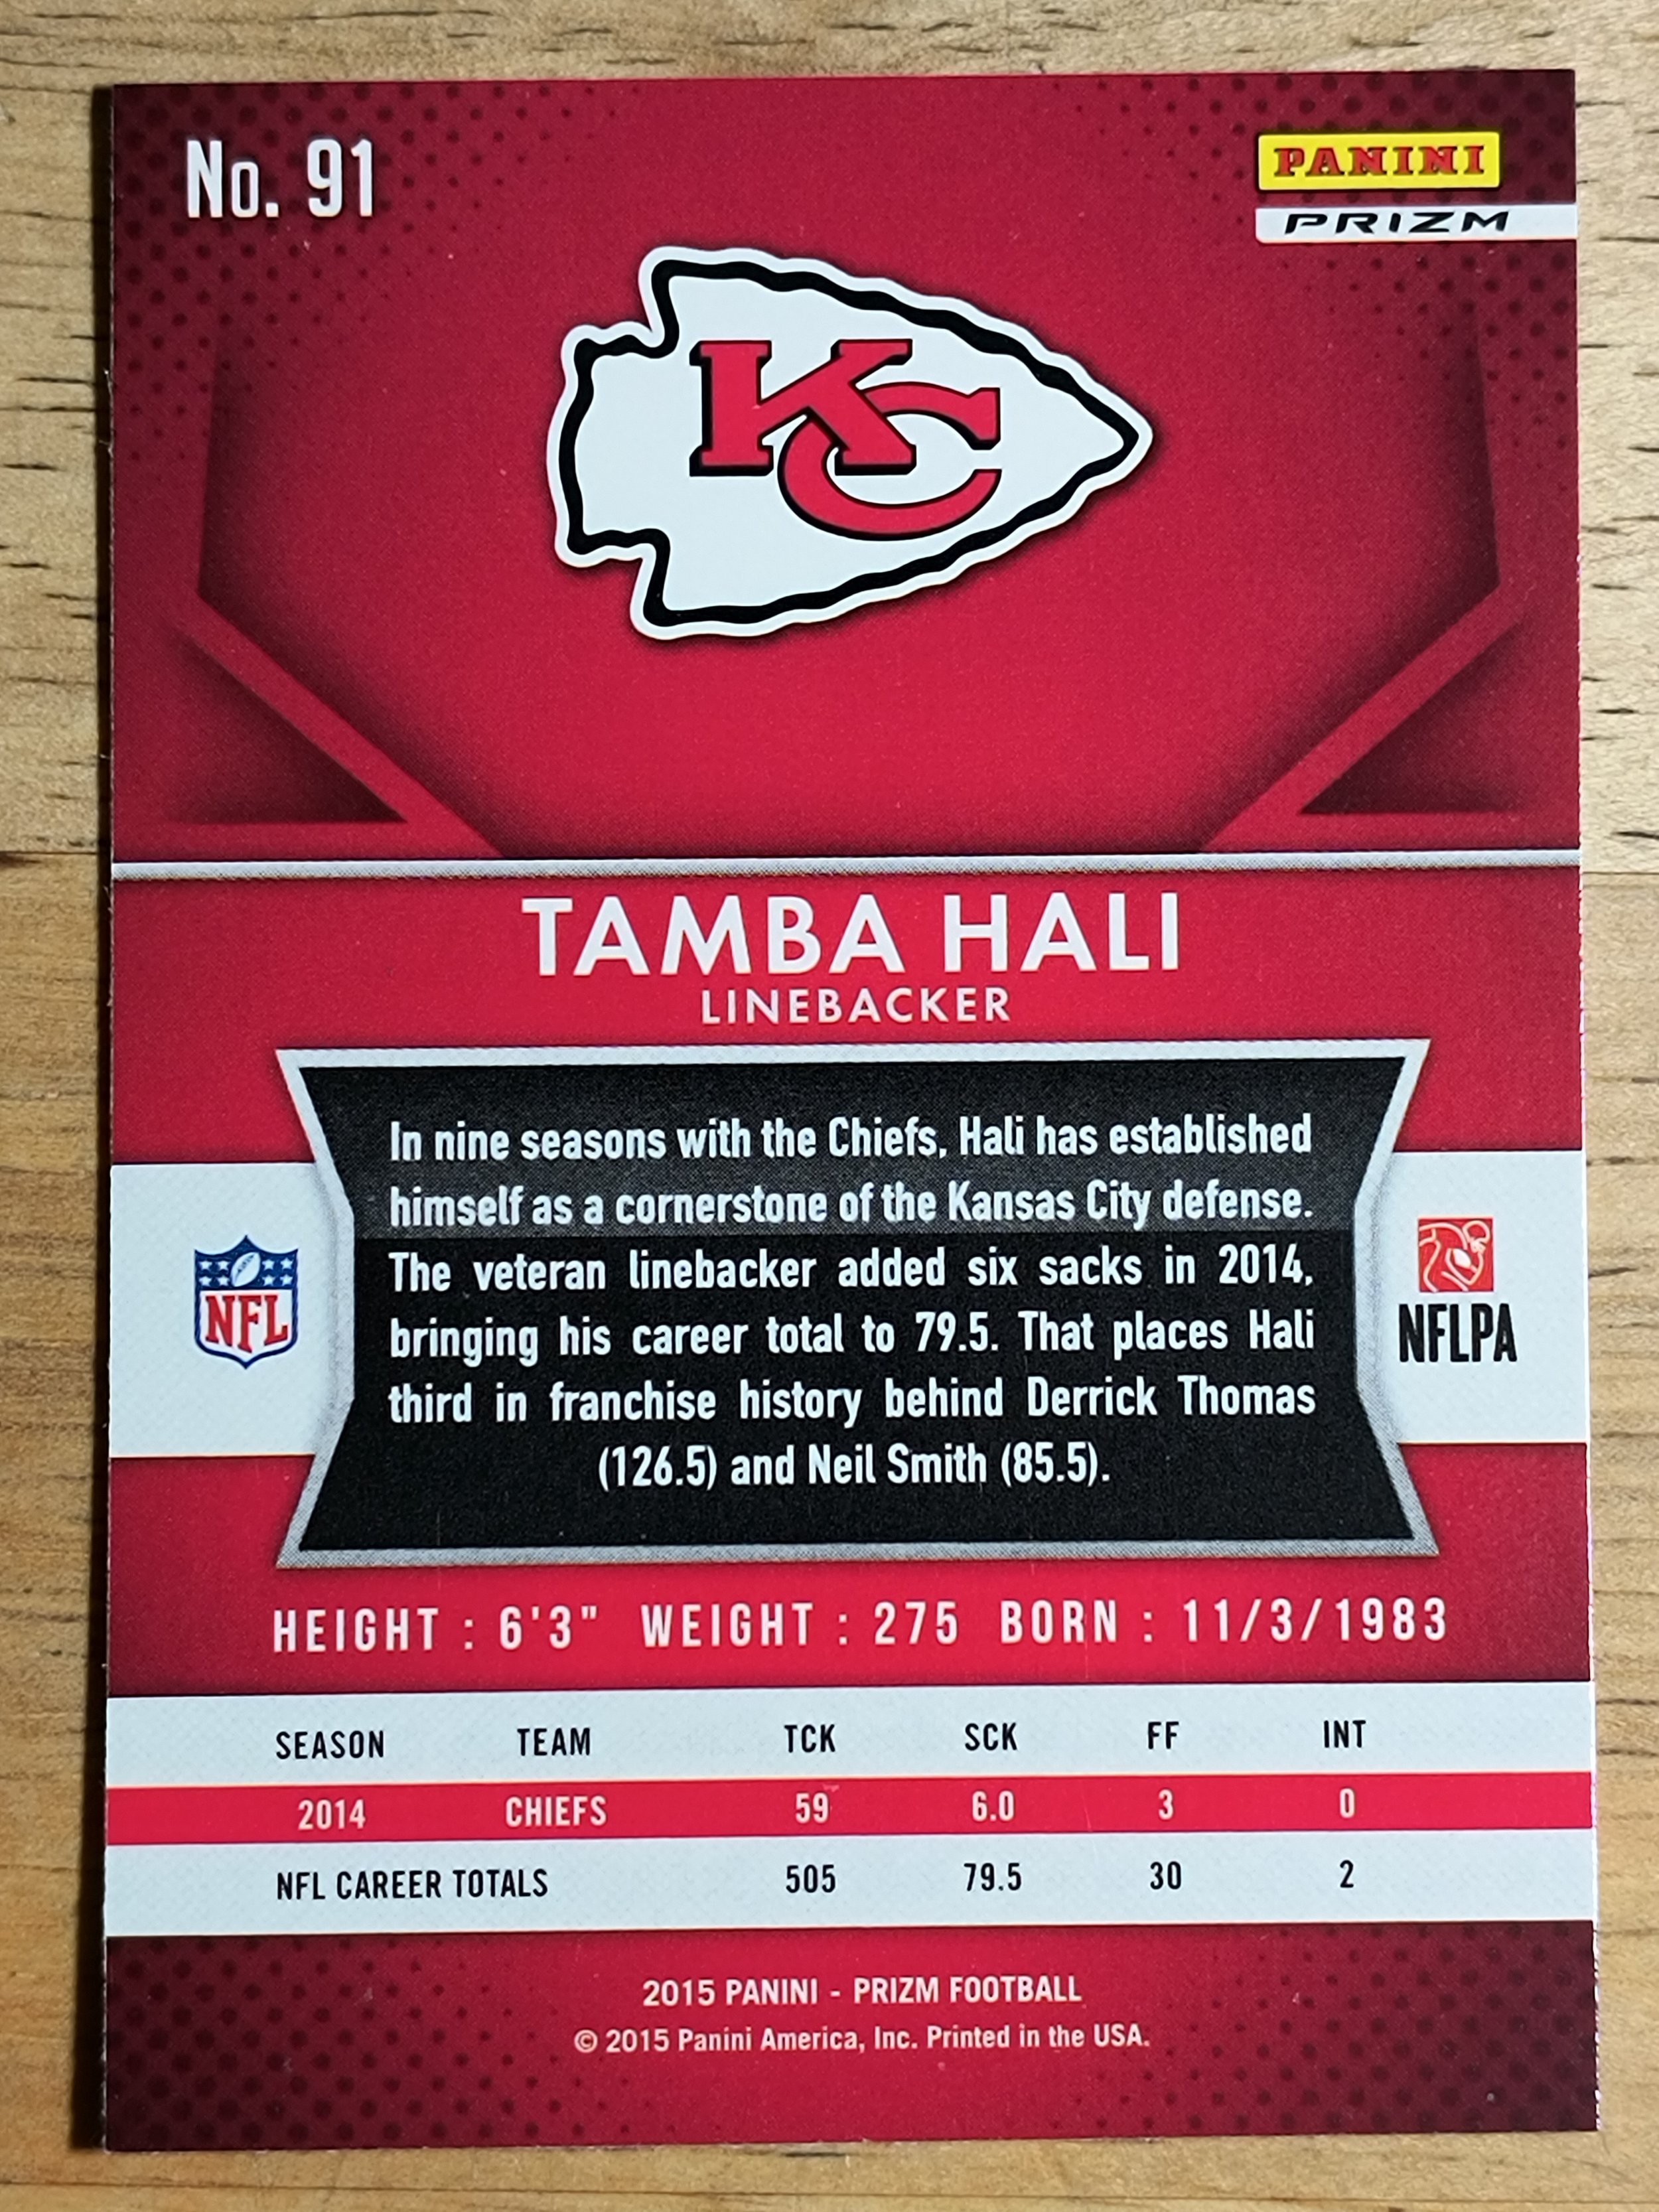 No. 91
PANINI
PRIZM
KC
TAMBA HALI
LINEBACKER
In nine seasons with the Chiefs, Hali has established
himself as a cornerstone of the Kansas City defense.
The veteran linebacker added six sacks in 2014,
bringing his career total to 79.5. That places Hali
third in franchise history behind Derrick Thomas
(126.5) and Neil Smith (85.5).
NFL
NFLPA
HEIGHT : 6'3" WEIGHT : 275 BORN : 11/3/1983
SEASON TEAM TCK SCK FF INT
2014 CHIEFS 59 6.0 3 0
NFL CAREER TOTALS 505 79.5 30 2
2015 PANINI - PRIZM FOOTBALL
© 2015 Panini America, Inc. Printed in the USA.